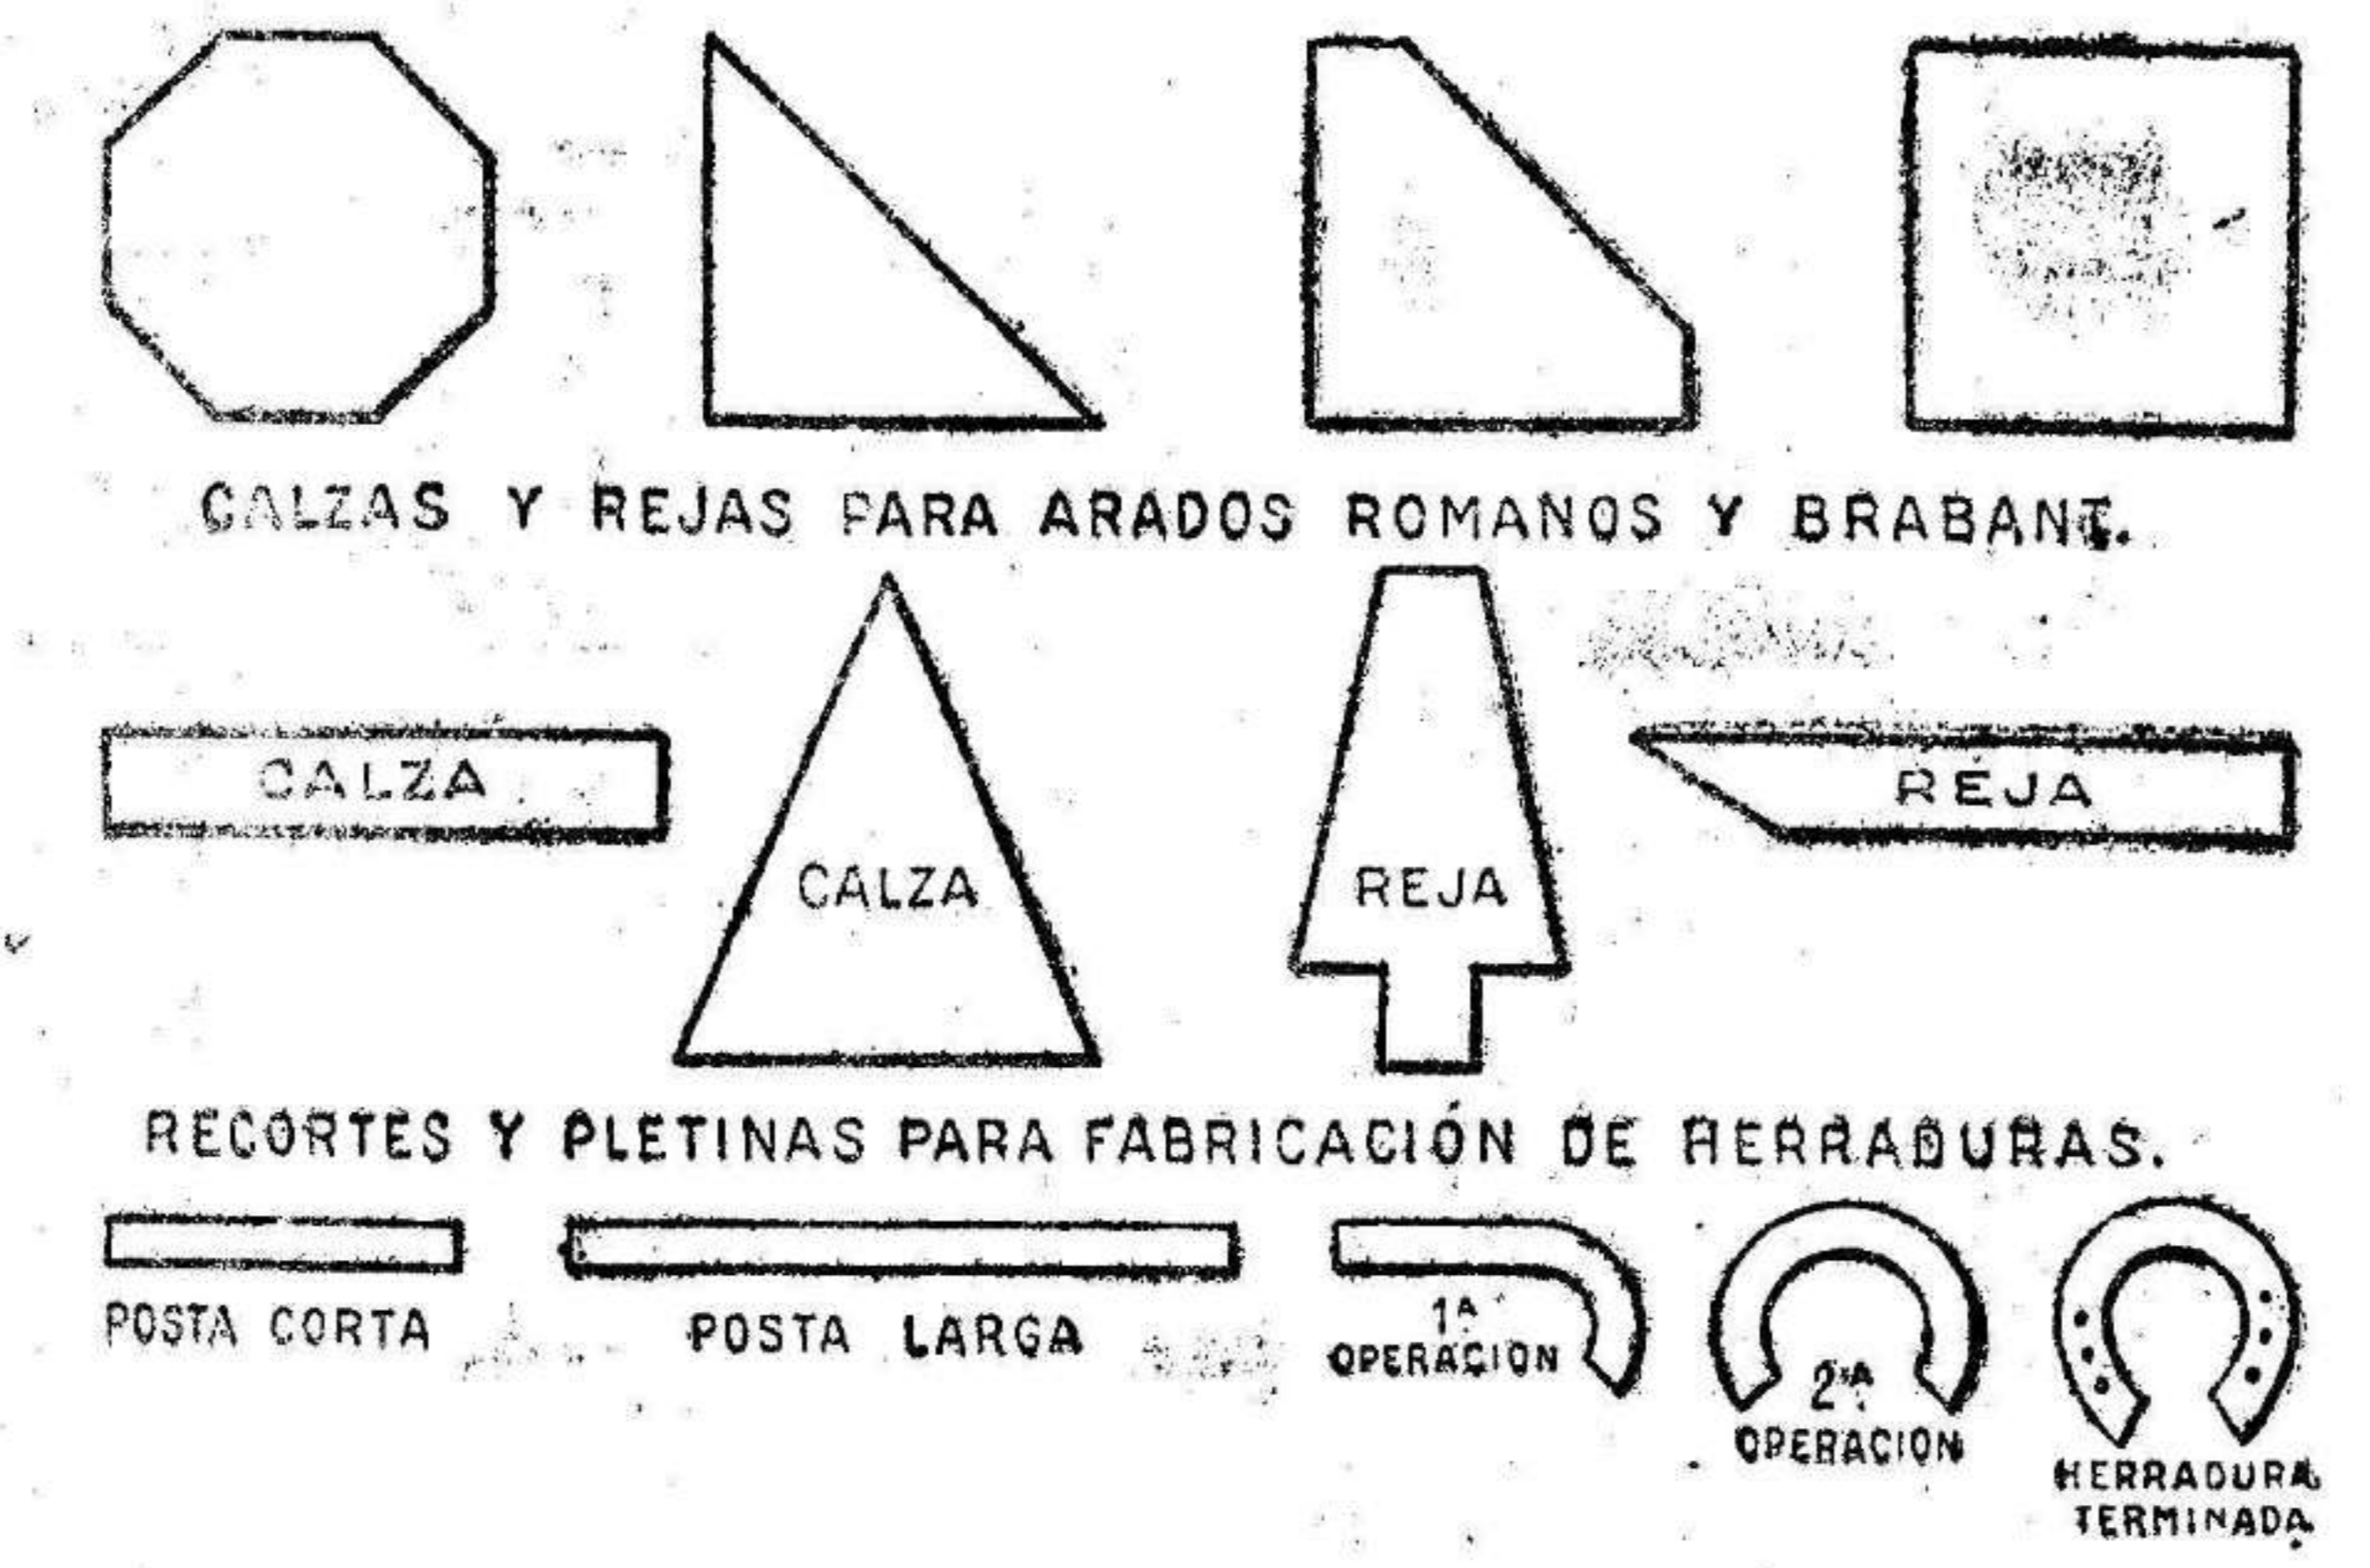 CALZAS Y REJAS PARA ARADOS ROMANOS Y BRABANT.
CALZA
CALZA
REJA
REJA
RECORTES Y PLETINAS PARA FABRICACIÓN DE HERRADURAS.
POSTA CORTA
POSTA LARGA
1ᴬ
OPERACION
2ᴬ
OPERACION
HERRADURA
TERMINADA